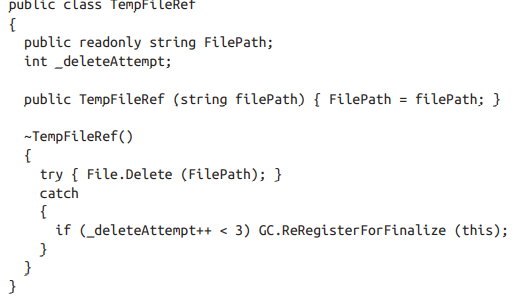 public class TempFileRef
{
public readonly string FilePath;
int _deleteAttempt;
public TempFileRef (string filePath) { FilePath = filePath; }
~TempFileRef()
{
try { File.Delete (FilePath); }
catch
{
if (_deleteAttempt++ < 3) GC.ReRegisterForFinalize (this);
}
}
}